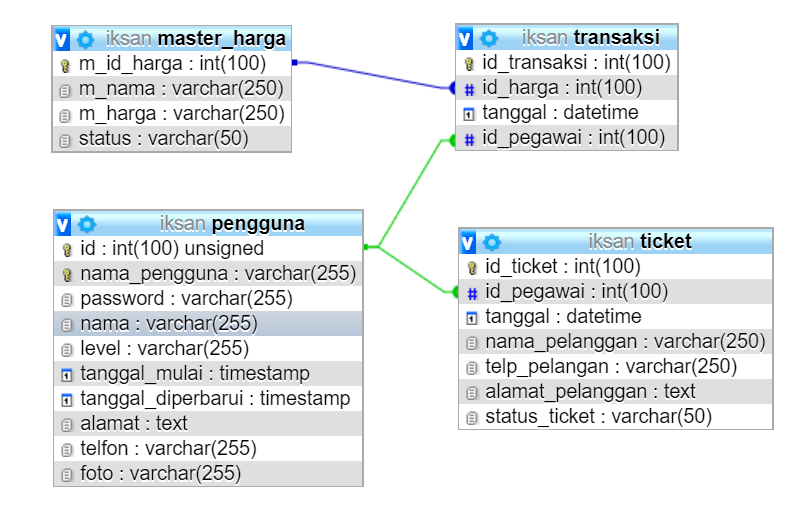 iksan master_harga
m_id_harga : int(100)
m_nama : varchar(250)
m_harga : varchar(250)
status : varchar(50)
iksan transaksi
id_transaksi : int(100)
id_harga : int(100)
tanggal : datetime
id_pegawai : int(100)
iksan pengguna
id : int(100) unsigned
nama_pengguna : varchar(255)
password : varchar(255)
nama : varchar(255)
level : varchar(255)
tanggal_mulai : timestamp
tanggal_diperbarui : timestamp
alamat : text
telfon : varchar(255)
foto : varchar(255)
iksan ticket
id_ticket : int(100)
id_pegawai : int(100)
tanggal : datetime
nama_pelanggan : varchar(250)
telp_pelangan : varchar(250)
alamat_pelanggan : text
status_ticket : varchar(50)